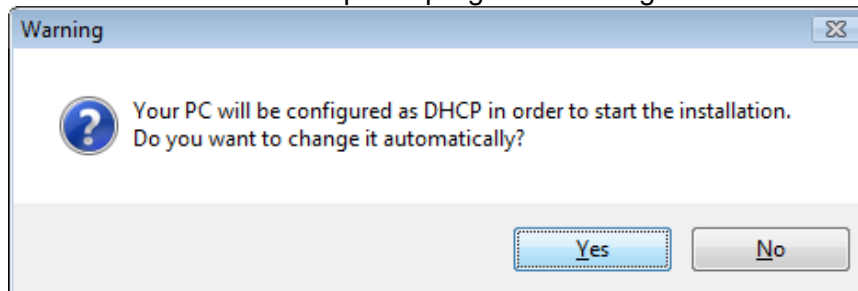 Warning
Your PC will be configured as DHCP in order to start the installation.
Do you want to change it automatically?
Yes
No